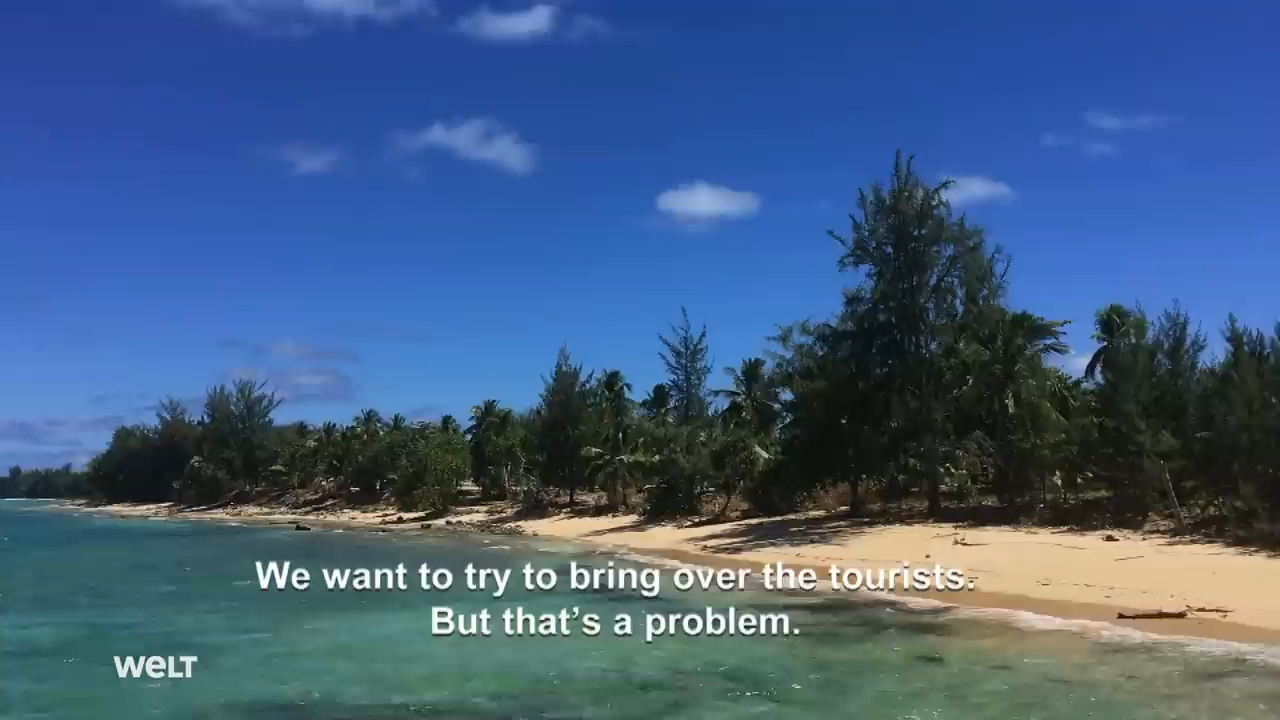 We want to try to bring over the tourists.
But that's a problem.
WELT